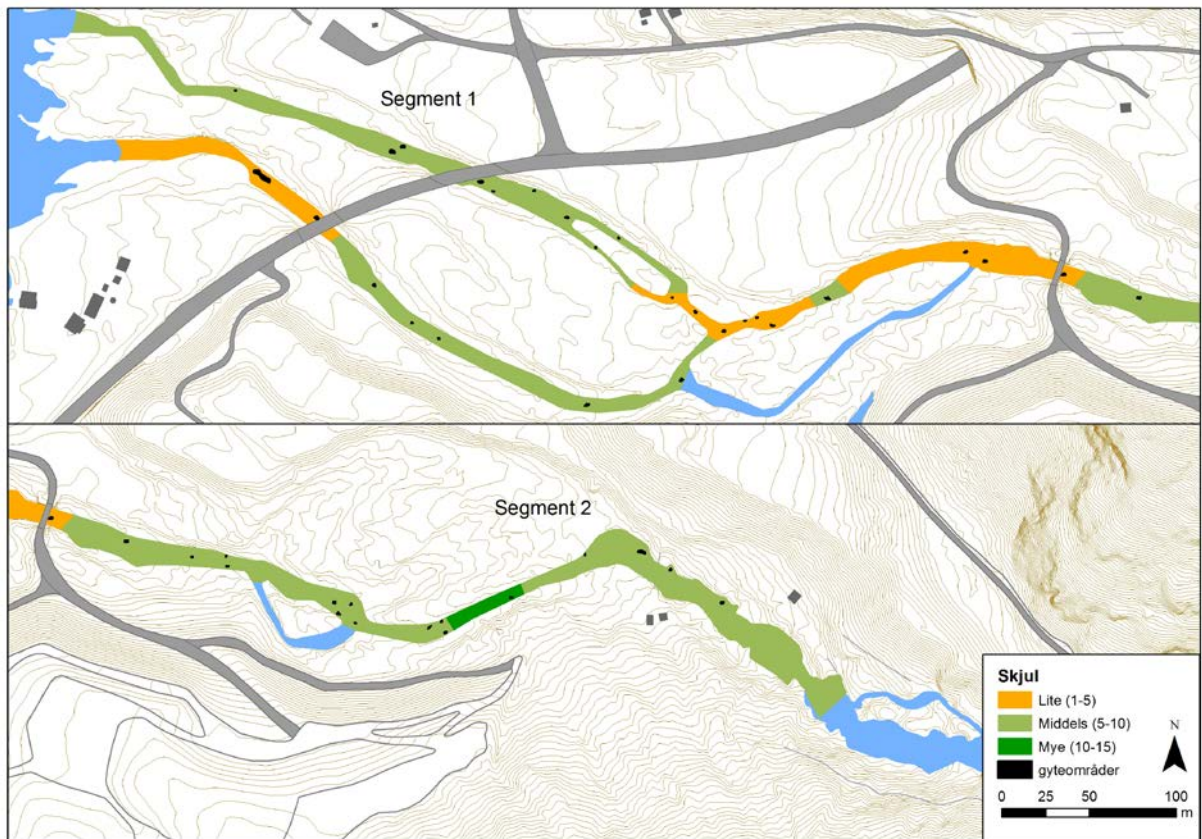 Segment 1
Segment 2
Skjul
Lite (1-5)
Middels (5-10)
Mye (10-15)
gyteområder
N
0 25 50 100
m